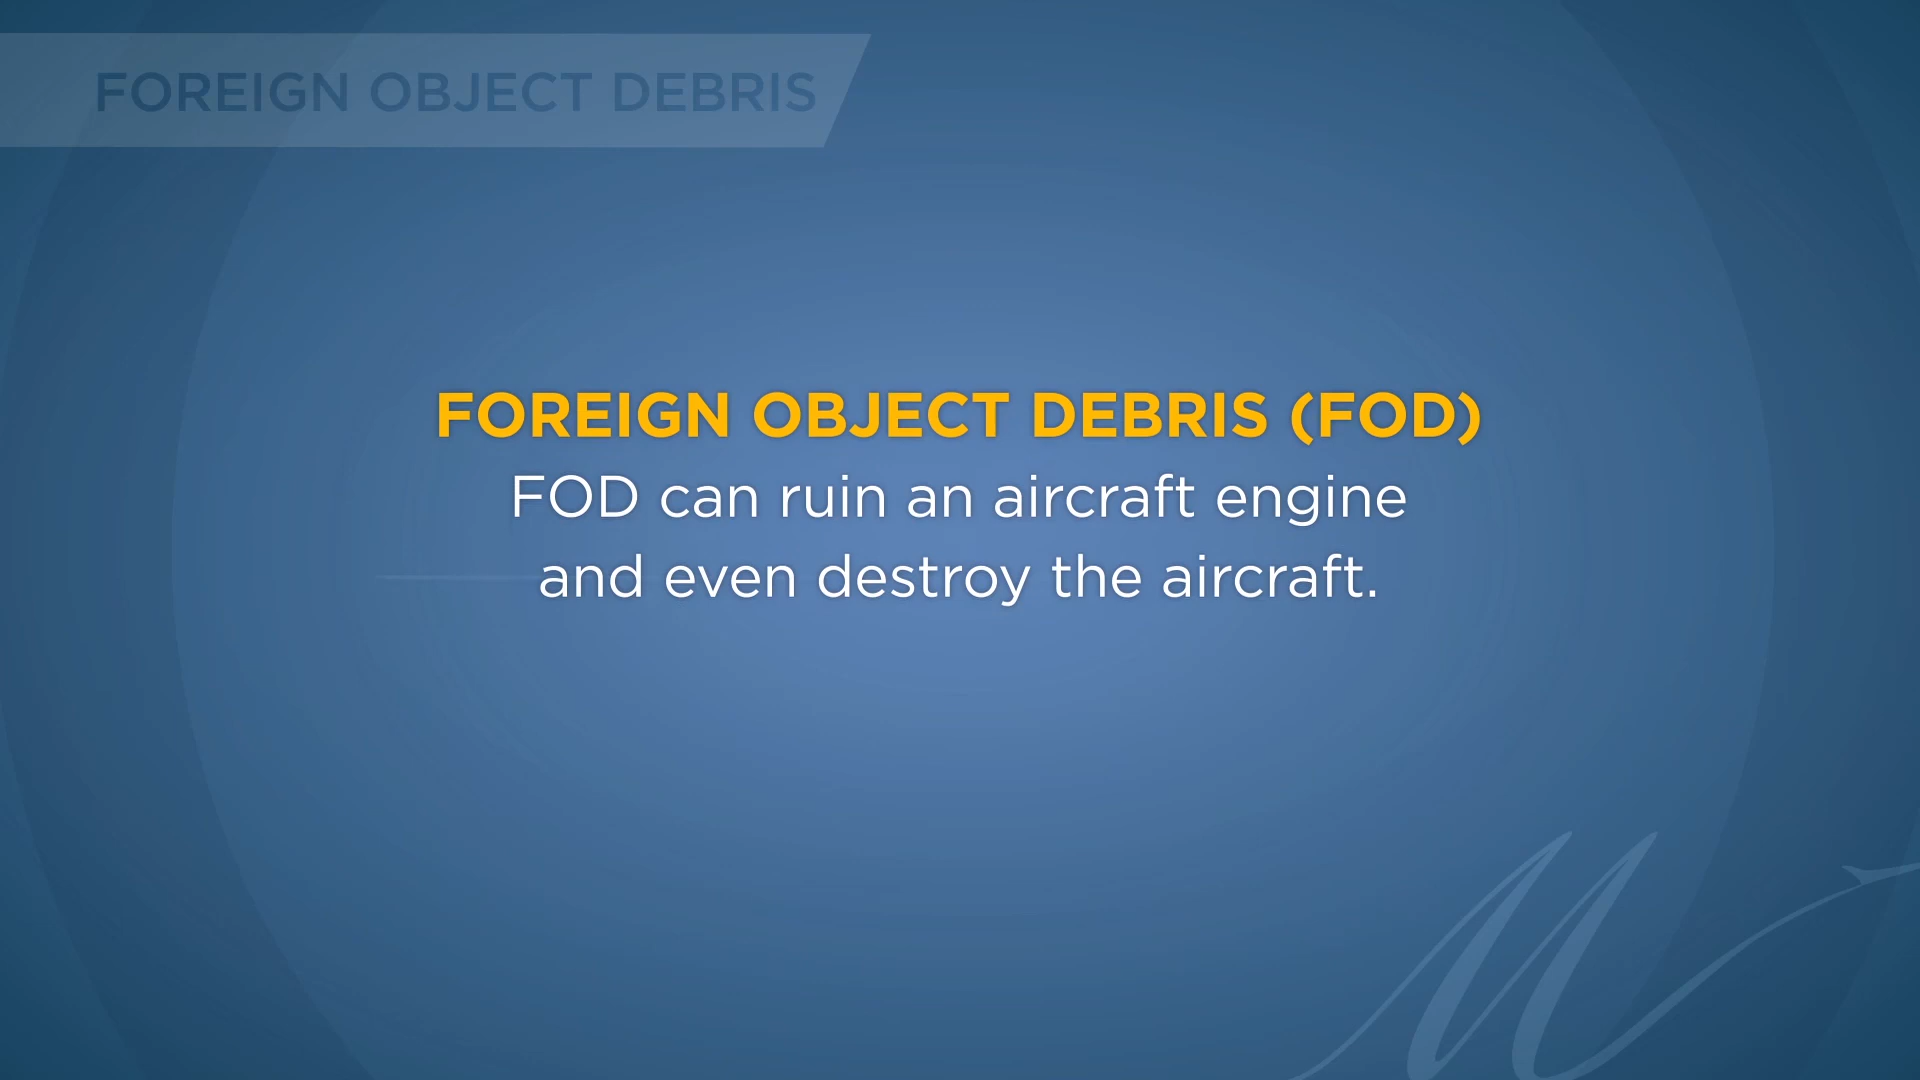 FOREIGN OBJECT DEBRIS
FOREIGN OBJECT DEBRIS (FOD)
FOD can ruin an aircraft engine
and even destroy the aircraft.
M